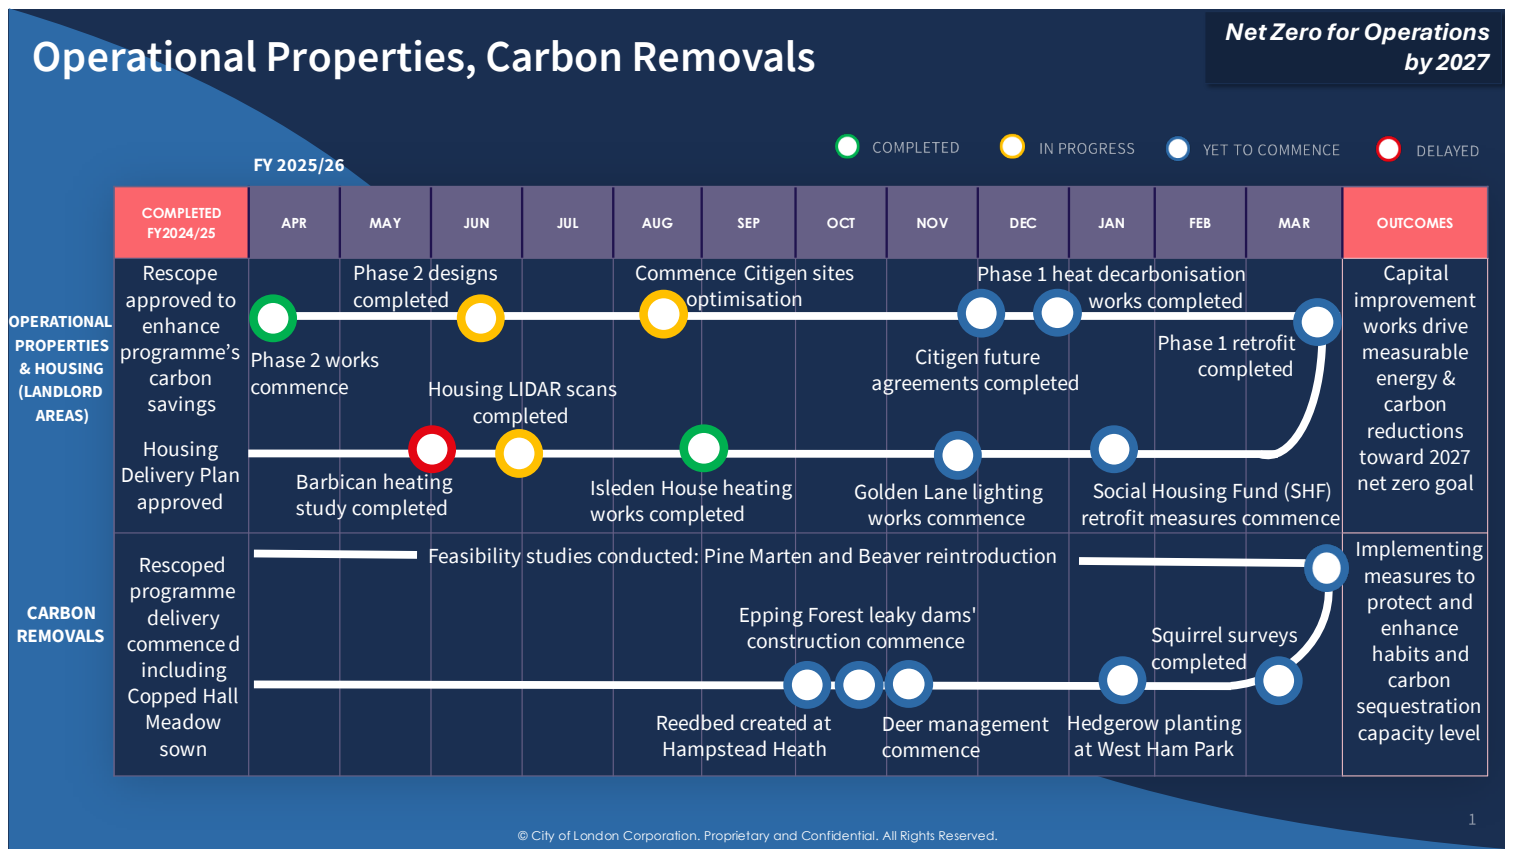 Operational Properties, Carbon Removals
Net Zero for Operations
by 2027
COMPLETED
IN PROGRESS
YET TO COMMENCE
DELAYED
FY 2025/26
COMPLETED
FY2024/25
APR
MAY
JUN
JUL
AUG
SEP
OCT
NOV
DEC
JAN
FEB
MAR
OUTCOMES
OPERATIONAL
PROPERTIES
& HOUSING
(LANDLORD
AREAS)
Rescope
approved to
enhance
programme's
carbon
savings
Housing
Delivery Plan
approved
Phase 2 designs
completed
Commence Citigen sites
optimisation
Phase 1 heat decarbonisation
works completed
Phase 2 works
commence
Citigen future
agreements completed
Phase 1 retrofit
completed
Housing LIDAR scans
completed
Barbican heating
study completed
Isleden House heating
works completed
Golden Lane lighting
works commence
Social Housing Fund (SHF)
retrofit measures commence
Capital
improvement
works drive
measurable
energy &
carbon
reductions
toward 2027
net zero goal
CARBON
REMOVALS
Rescoped
programme
delivery
commence d
including
Copped Hall
Meadow
sown
Feasibility studies conducted: Pine Marten and Beaver reintroduction
Epping Forest leaky dams'
construction commence
Squirrel surveys
completed
Reedbed created at
Hampstead Heath
Deer management
commence
Hedgerow planting
at West Ham Park
Implementing
measures to
protect and
enhance
habits and
carbon
sequestration
capacity level
1
© City of London Corporation. Proprietary and Confidential. All Rights Reserved.